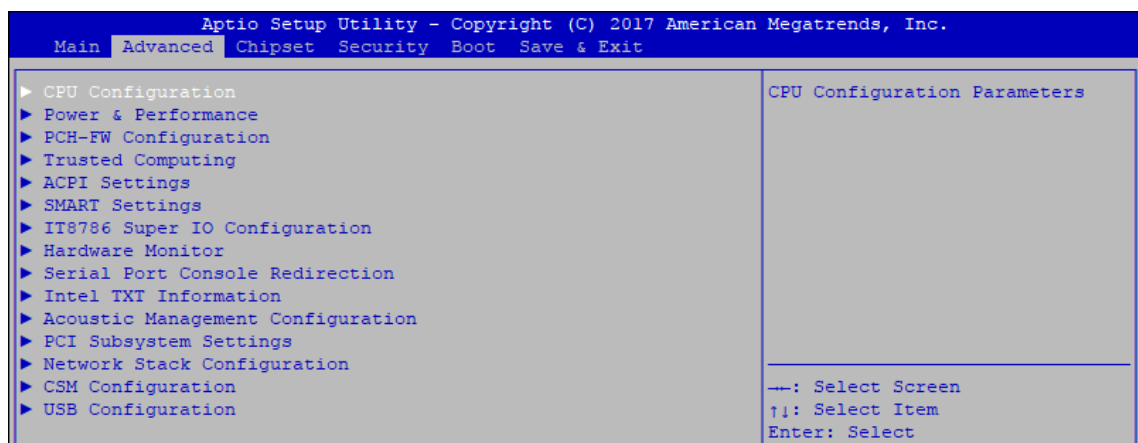 Aptio Setup Utility - Copyright (C) 2017 American Megatrends, Inc.
Main Advanced Chipset Security Boot Save & Exit
► CPU Configuration
► Power & Performance
► PCH-FW Configuration
► Trusted Computing
► ACPI Settings
► SMART Settings
► IT8786 Super IO Configuration
► Hardware Monitor
► Serial Port Console Redirection
► Intel TXT Information
► Acoustic Management Configuration
► PCI Subsystem Settings
► Network Stack Configuration
► CSM Configuration
► USB Configuration
CPU Configuration Parameters
→←: Select Screen
↑↓: Select Item
Enter: Select